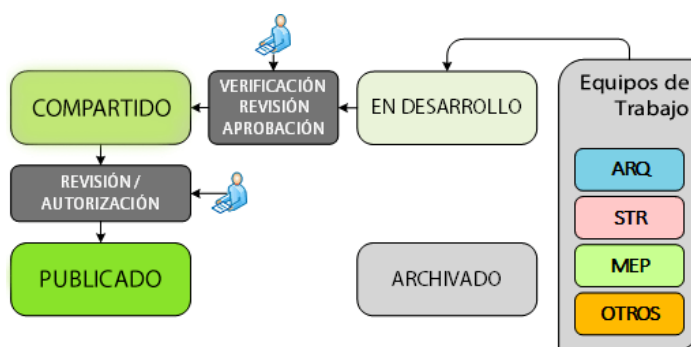 COMPARTIDO
VERIFICACIÓN
REVISIÓN
APROBACIÓN
EN DESARROLLO
Equipos de
Trabajo
REVISIÓN /
AUTORIZACIÓN
ARQ
STR
PUBLICADO
ARCHIVADO
MEP
OTROS